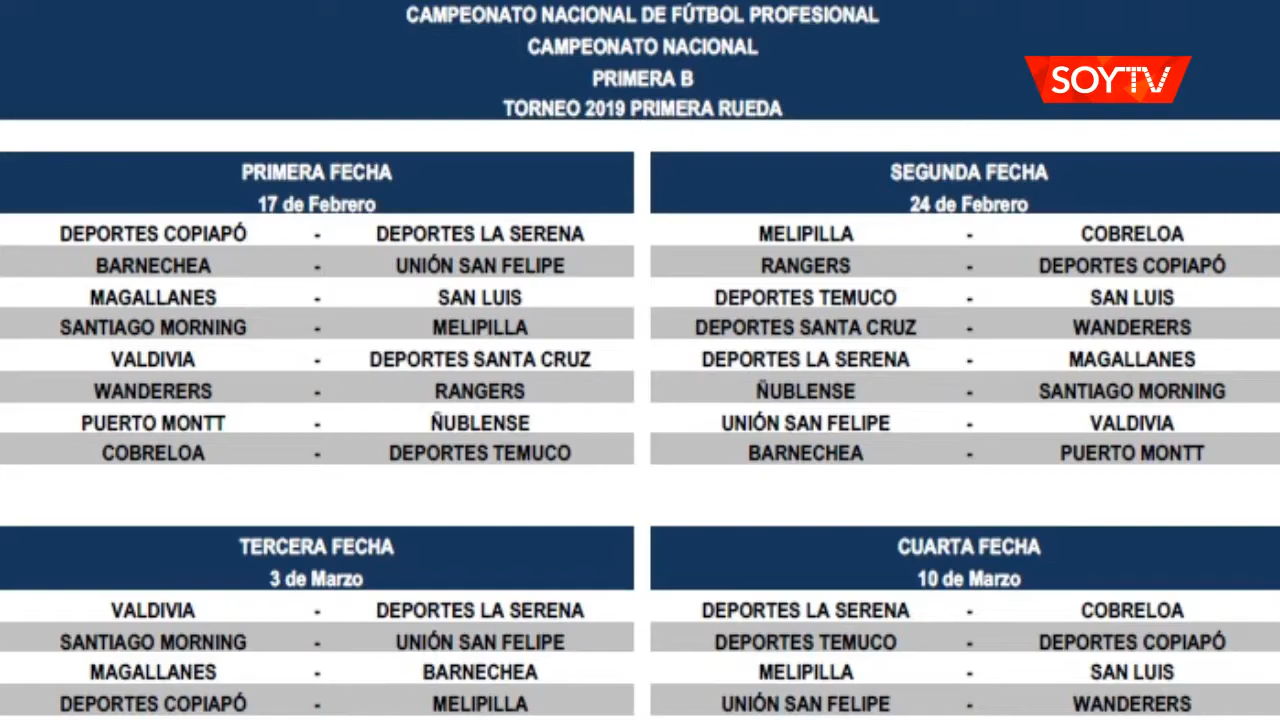 CAMPEONATO NACIONAL DE FÚTBOL PROFESIONAL
CAMPEONATO NACIONAL
PRIMERA B
TORNEO 2019 PRIMERA RUEDA
SOYTV
PRIMERA FECHA
17 de Febrero
DEPORTES COPIAPÓ - DEPORTES LA SERENA
BARNECHEA - UNIÓN SAN FELIPE
MAGALLANES - SAN LUIS
SANTIAGO MORNING - MELIPILLA
VALDIVIA - DEPORTES SANTA CRUZ
WANDERERS - RANGERS
PUERTO MONTT - ÑUBLENSE
COBRELOA - DEPORTES TEMUCO
SEGUNDA FECHA
24 de Febrero
MELIPILLA - COBRELOA
RANGERS - DEPORTES COPIAPÓ
DEPORTES TEMUCO - SAN LUIS
DEPORTES SANTA CRUZ - WANDERERS
DEPORTES LA SERENA - MAGALLANES
ÑUBLENSE - SANTIAGO MORNING
UNIÓN SAN FELIPE - VALDIVIA
BARNECHEA - PUERTO MONTT
TERCERA FECHA
3 de Marzo
VALDIVIA - DEPORTES LA SERENA
SANTIAGO MORNING - UNIÓN SAN FELIPE
MAGALLANES - BARNECHEA
DEPORTES COPIAPÓ - MELIPILLA
CUARTA FECHA
10 de Marzo
DEPORTES LA SERENA - COBRELOA
DEPORTES TEMUCO - DEPORTES COPIAPÓ
MELIPILLA - SAN LUIS
UNIÓN SAN FELIPE - WANDERERS